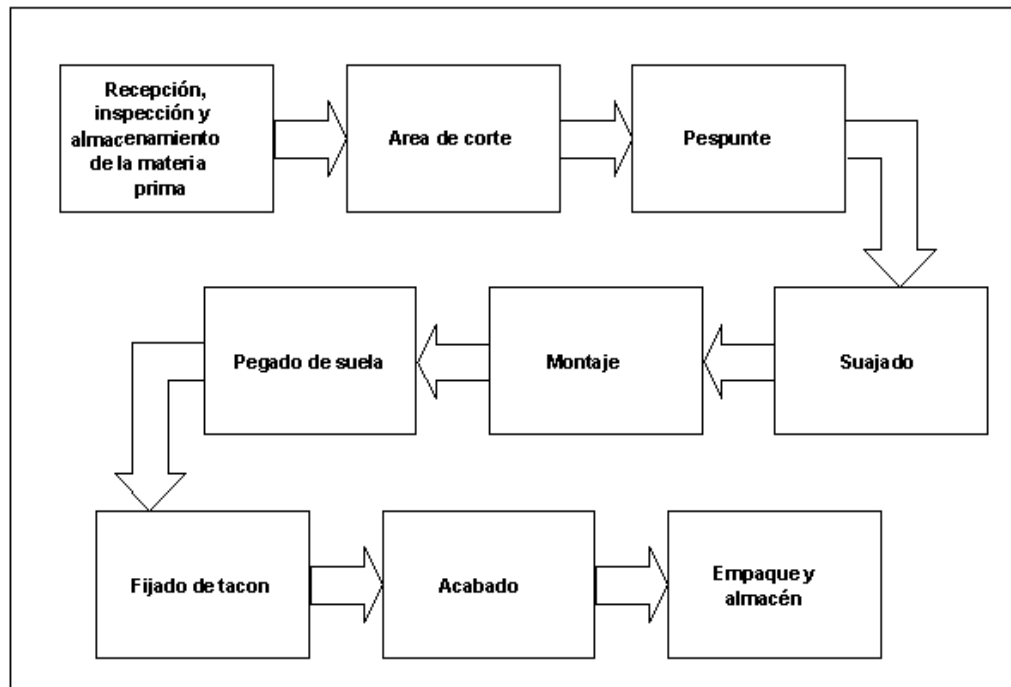 Recepción,
inspección y
almacenamiento
de la materia
prima
Area de corte
Pespunte
Suajado
Montaje
Pegado de suela
Fijado de tacon
Acabado
Empaque y
almacén